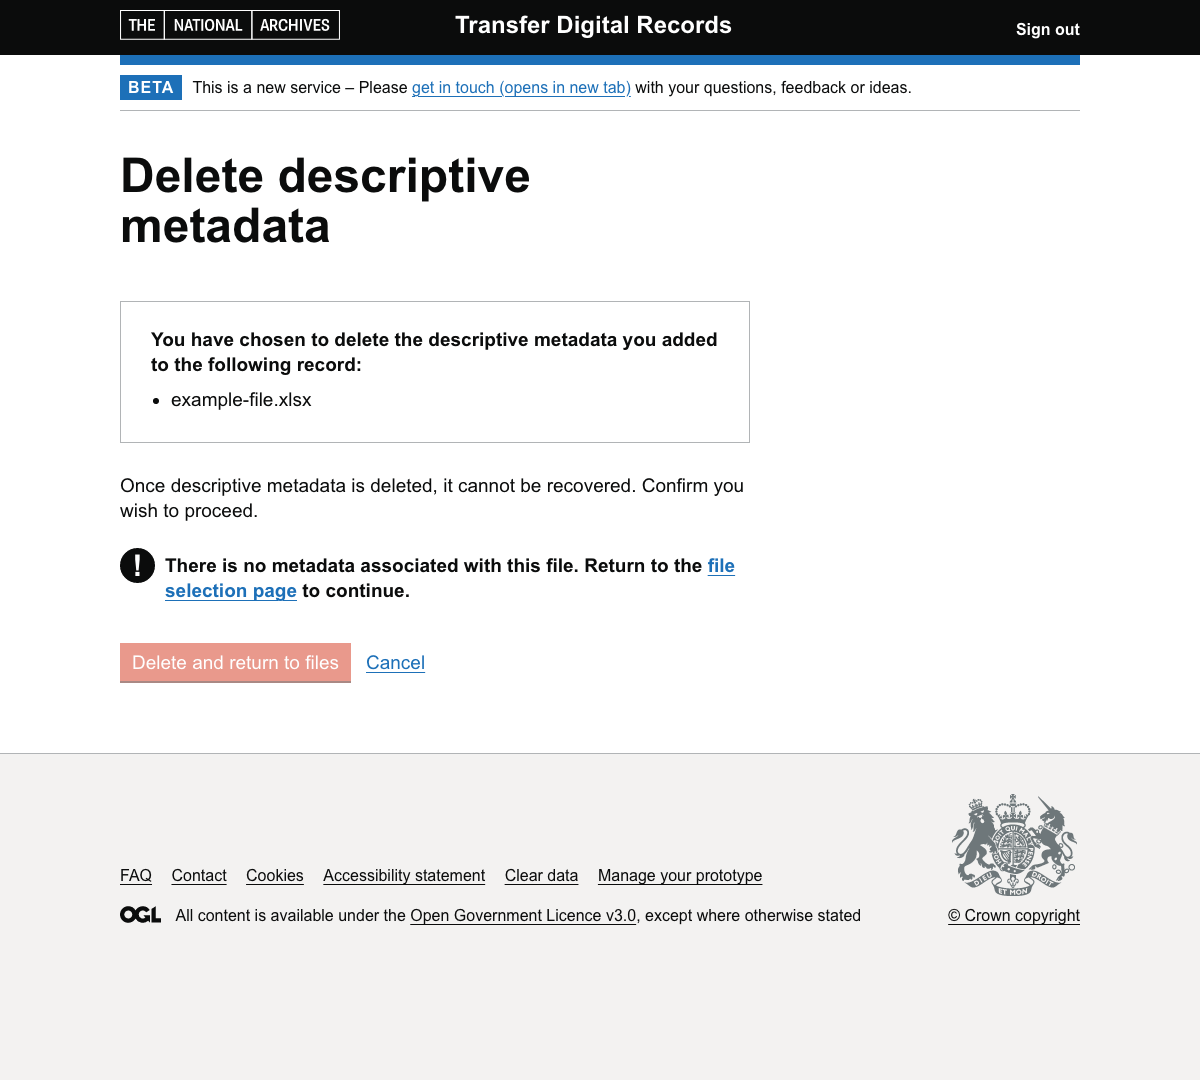 THE NATIONAL ARCHIVES
Transfer Digital Records
Sign out
BETA This is a new service – Please get in touch (opens in new tab) with your questions, feedback or ideas.
Delete descriptive
metadata
You have chosen to delete the descriptive metadata you added
to the following record:
• example-file.xlsx
Once descriptive metadata is deleted, it cannot be recovered. Confirm you
wish to proceed.
! There is no metadata associated with this file. Return to the file
selection page to continue.
Delete and return to files Cancel
FAQ Contact Cookies Accessibility statement Clear data Manage your prototype
DIEU ET MON DROIT
OGL All content is available under the Open Government Licence v3.0, except where otherwise stated
© Crown copyright